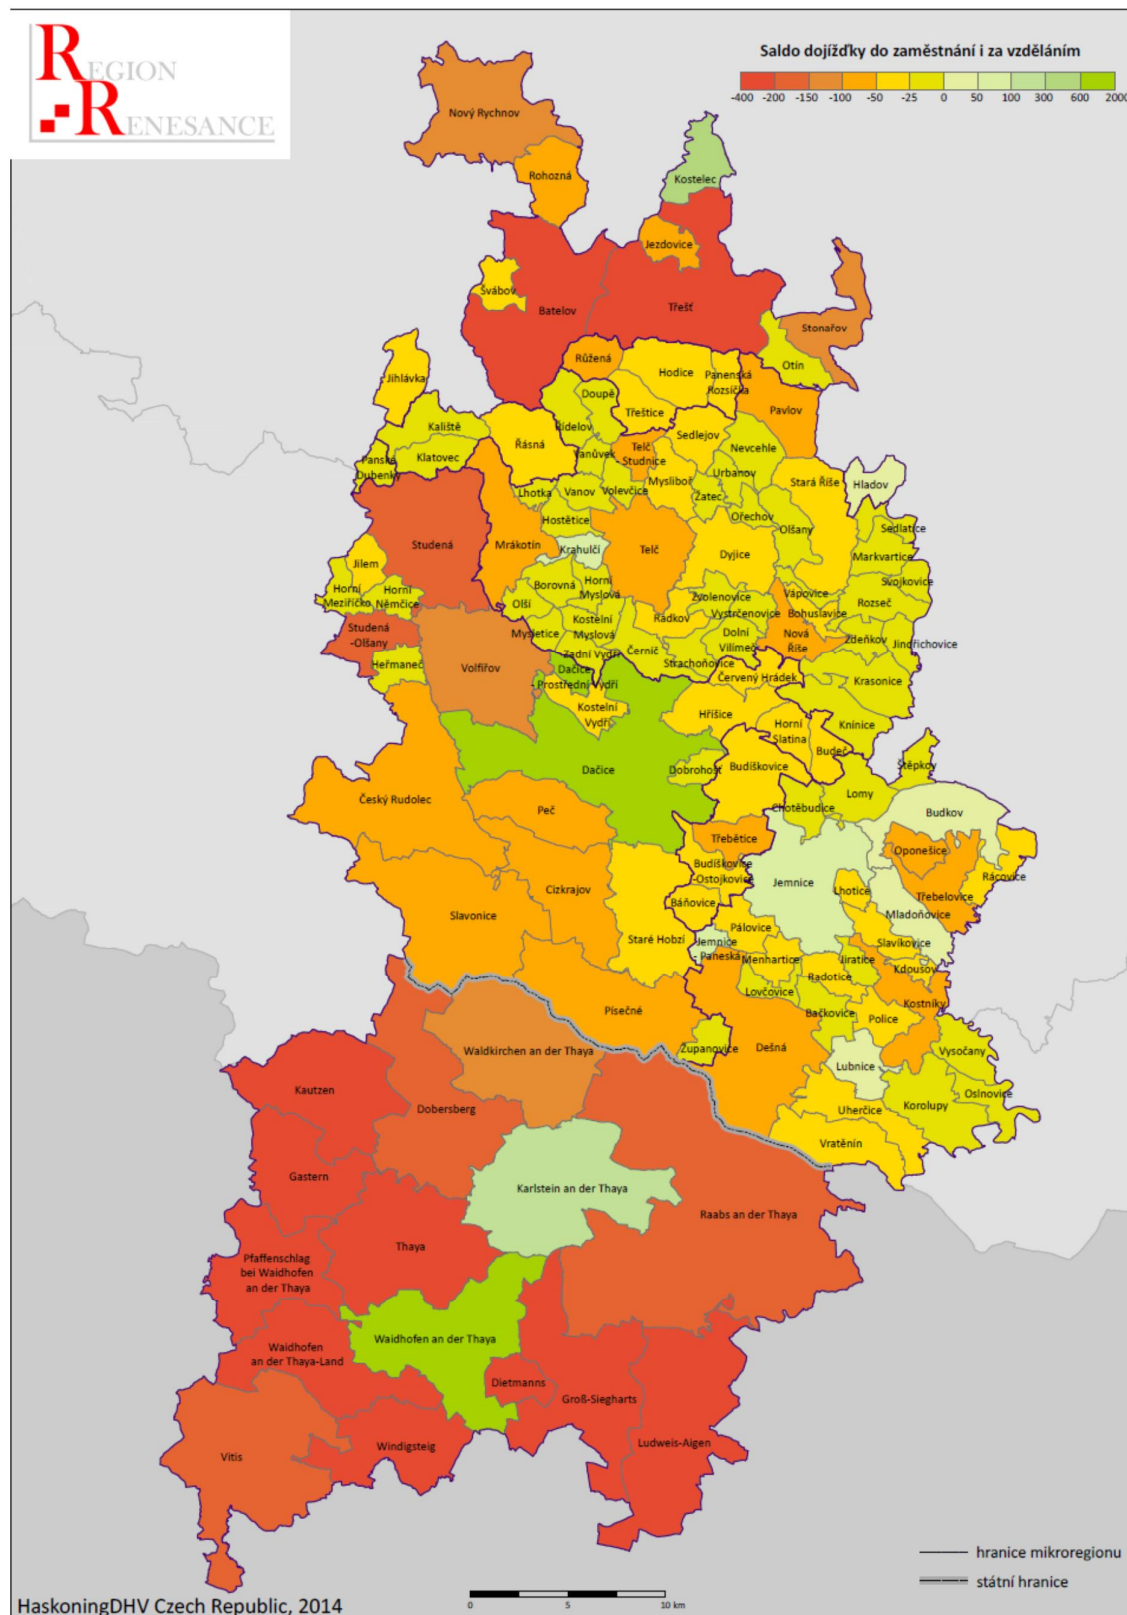 REGION
RENESANCE
Saldo dojížďky do zaměstnání i za vzděláním
-400 -200 -150 -100 -50 -25 0 50 100 300 600 2000
Nový Rychnov
Rohozná
Kostelec
Jezdovice
Švábov
Batelov
Třešť
Stonařov
Otín
Růžená
Hodice
Panenská
Rozsíčka
Jihlávka
Doupě
Třeštice
Pavlov
Kaliště
Řídelov
Sedlejov
Řásná
Telč
- Studnice
Nevcehle
Klatovec
Panské
Dubenky
Vanůvek
Mysliboř
Urbanov
Stará Říše
Hladov
Lhotka
Vanov
Volevčice
Žatec
Hostětice
Ořechov
Olšany
Sedlatice
Studená
Mrákotín
Krahulčí
Telč
Dyjice
Markvartice
Jilem
Horní
Meziříčko
Horní
Němčice
Borovná
Horní
Myslová
Svojkovice
Olší
Zvolenovice
Vápovice
Rozseč
Vystrčenovice
Bohuslavice
Studená
-Olšany
Mysletice
Kostelní
Myslová
Radkov
Dolní
Vilímeč
Nová
Říše
Zdeňkov
Jindřichovice
Heřmaneč
Volfířov
Zadní Vydří
Černíč
Strachoňovice
Dačice
- Prostřední Vydří
Červený Hrádek
Krasonice
Kostelní
Vydří
Hříšice
Horní
Slatina
Knínice
Budeč
Dačice
Dobrohošť
Budíškovice
Štěpkov
Lomy
Český Rudolec
Peč
Chotěbudice
Budkov
Třebětice
Oponešice
Budíškovice
-Ostojkovice
Jemnice
Rácovice
Cizkrajov
Lhotice
Třebelovice
Slavonice
Báňovice
Mladoňovice
Pálovice
Staré Hobzí
Jemnice
- Paneská
Slavíkovice
Menhartice
Jiratice
Kdousov
Radotice
Lovčovice
Kostníky
Písečné
Bačkovice
Police
Waldkirchen an der Thaya
Županovice
Dešná
Vysočany
Lubnice
Kautzen
Oslnovice
Dobersberg
Uherčice
Korolupy
Vratěnín
Gastern
Karlstein an der Thaya
Raabs an der Thaya
Thaya
Pfaffenschlag
bei Waidhofen
an der Thaya
Waidhofen an der Thaya
Waidhofen
an der Thaya-Land
Dietmanns
Groß-Siegharts
Vitis
Windigsteig
Ludweis-Aigen
hranice mikroregionu
státní hranice
0 5 10 km
HaskoningDHV Czech Republic, 2014